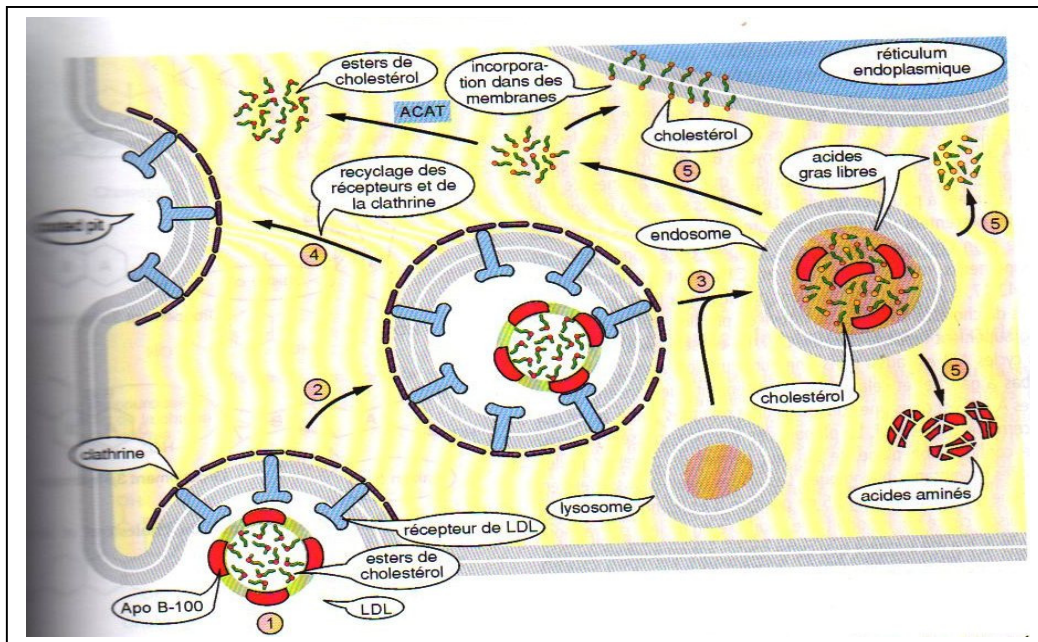 esters de
cholestérol
incorpora-
tion dans des
membranes
réticulum
endoplasmique
ACAT
cholestérol
recyclage des
récepteurs et de
la clathrine
5
acides
gras libres
coated pit
endosome
5
4
3
2
cholestérol
5
clathrine
lysosome
acides aminés
récepteur de LDL
esters de
cholestérol
Apo B-100
LDL
1